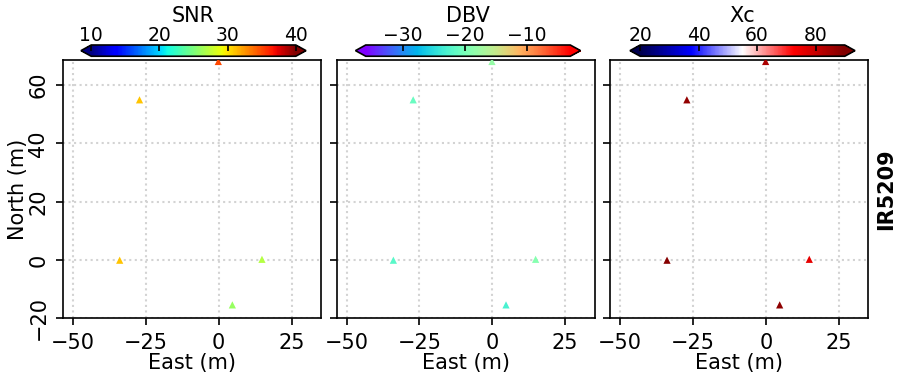 SNR DBV Xc
10 20 30 40 −30 −20 −10 20 40 60 80
60
40
20
0
−20
North (m)
−50 −25 0 25 −50 −25 0 25 −50 −25 0 25
East (m) East (m) East (m)
IR5209